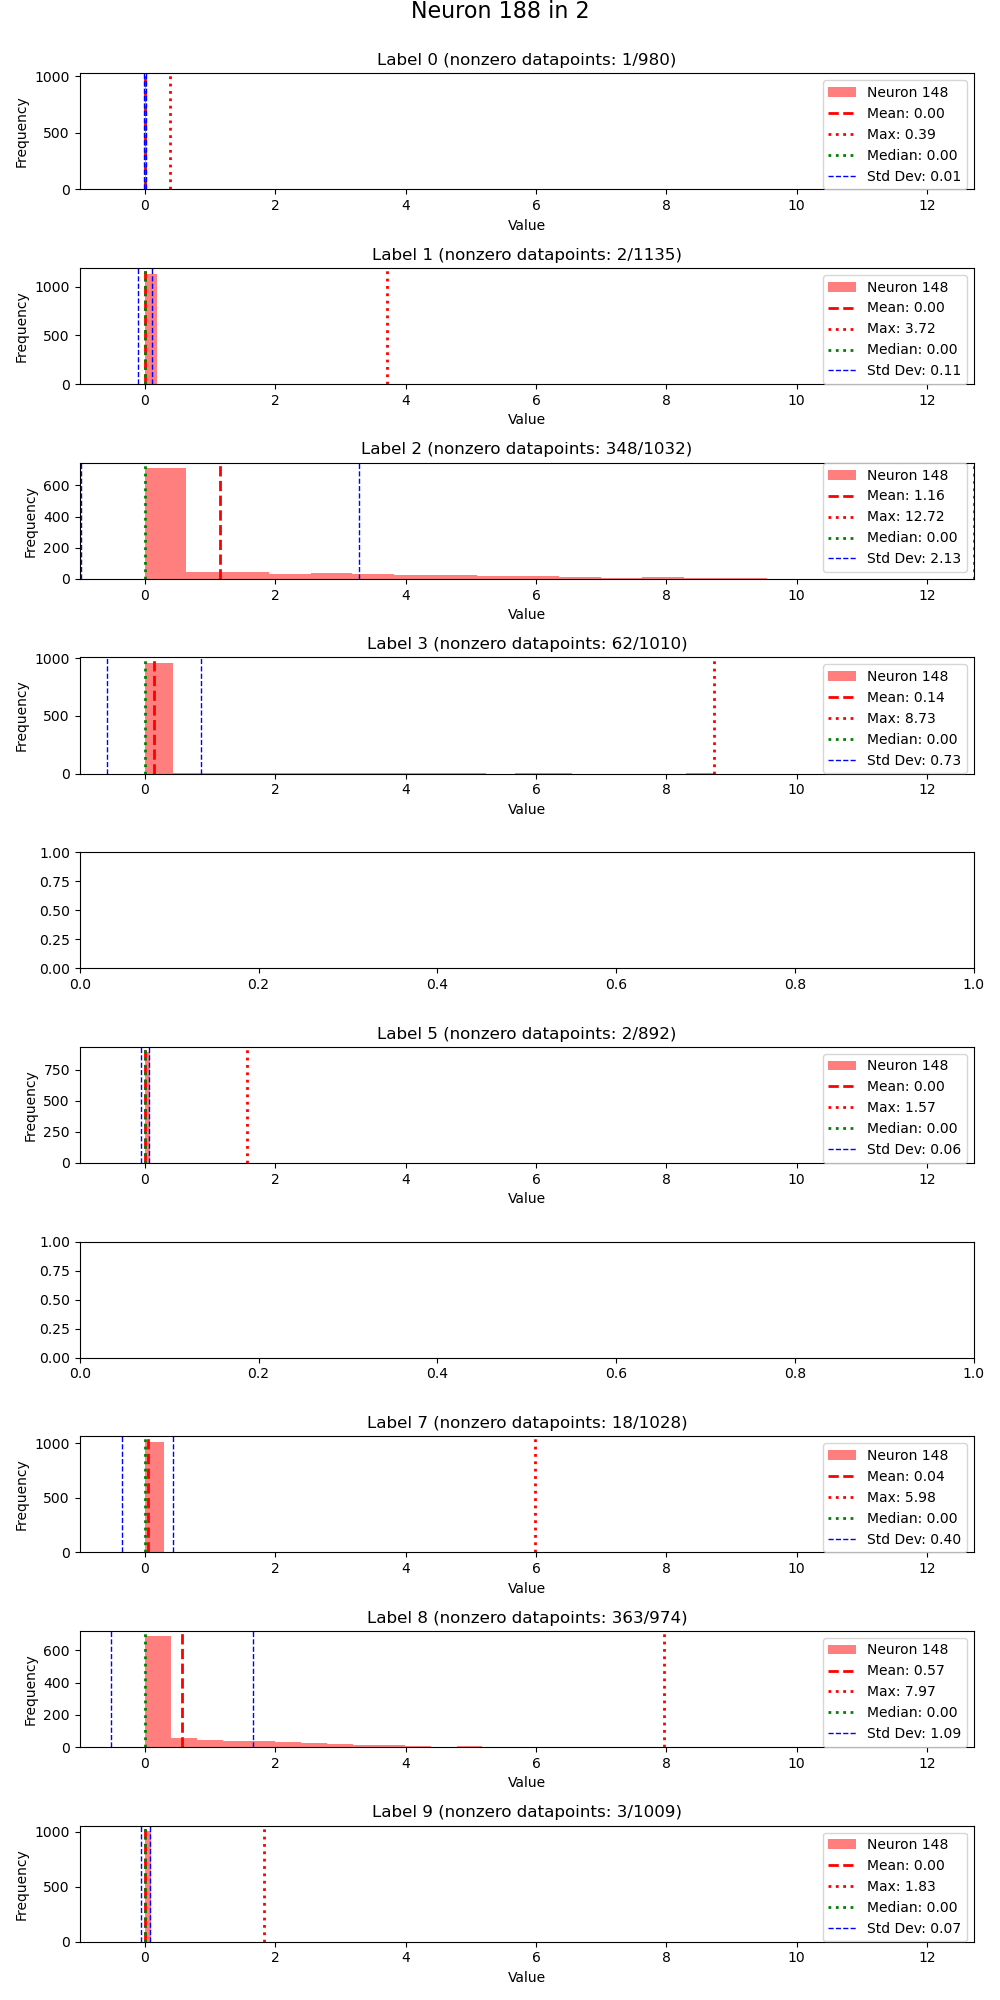 Neuron 188 in 2
Label 0 (nonzero datapoints: 1/980)
Frequency
1000
500
0
Neuron 148
Mean: 0.00
Max: 0.39
Median: 0.00
Std Dev: 0.01
0 2 4 6 8 10 12
Value
Label 1 (nonzero datapoints: 2/1135)
Frequency
1000
500
0
Neuron 148
Mean: 0.00
Max: 3.72
Median: 0.00
Std Dev: 0.11
0 2 4 6 8 10 12
Value
Label 2 (nonzero datapoints: 348/1032)
Frequency
600
400
200
0
Neuron 148
Mean: 1.16
Max: 12.72
Median: 0.00
Std Dev: 2.13
0 2 4 6 8 10 12
Value
Label 3 (nonzero datapoints: 62/1010)
Frequency
1000
500
0
Neuron 148
Mean: 0.14
Max: 8.73
Median: 0.00
Std Dev: 0.73
0 2 4 6 8 10 12
Value
1.00
0.75
0.50
0.25
0.00
0.0 0.2 0.4 0.6 0.8 1.0
Label 5 (nonzero datapoints: 2/892)
Frequency
750
500
250
0
Neuron 148
Mean: 0.00
Max: 1.57
Median: 0.00
Std Dev: 0.06
0 2 4 6 8 10 12
Value
1.00
0.75
0.50
0.25
0.00
0.0 0.2 0.4 0.6 0.8 1.0
Label 7 (nonzero datapoints: 18/1028)
Frequency
1000
500
0
Neuron 148
Mean: 0.04
Max: 5.98
Median: 0.00
Std Dev: 0.40
0 2 4 6 8 10 12
Value
Label 8 (nonzero datapoints: 363/974)
Frequency
600
400
200
0
Neuron 148
Mean: 0.57
Max: 7.97
Median: 0.00
Std Dev: 1.09
0 2 4 6 8 10 12
Value
Label 9 (nonzero datapoints: 3/1009)
Frequency
1000
500
0
Neuron 148
Mean: 0.00
Max: 1.83
Median: 0.00
Std Dev: 0.07
0 2 4 6 8 10 12
Value